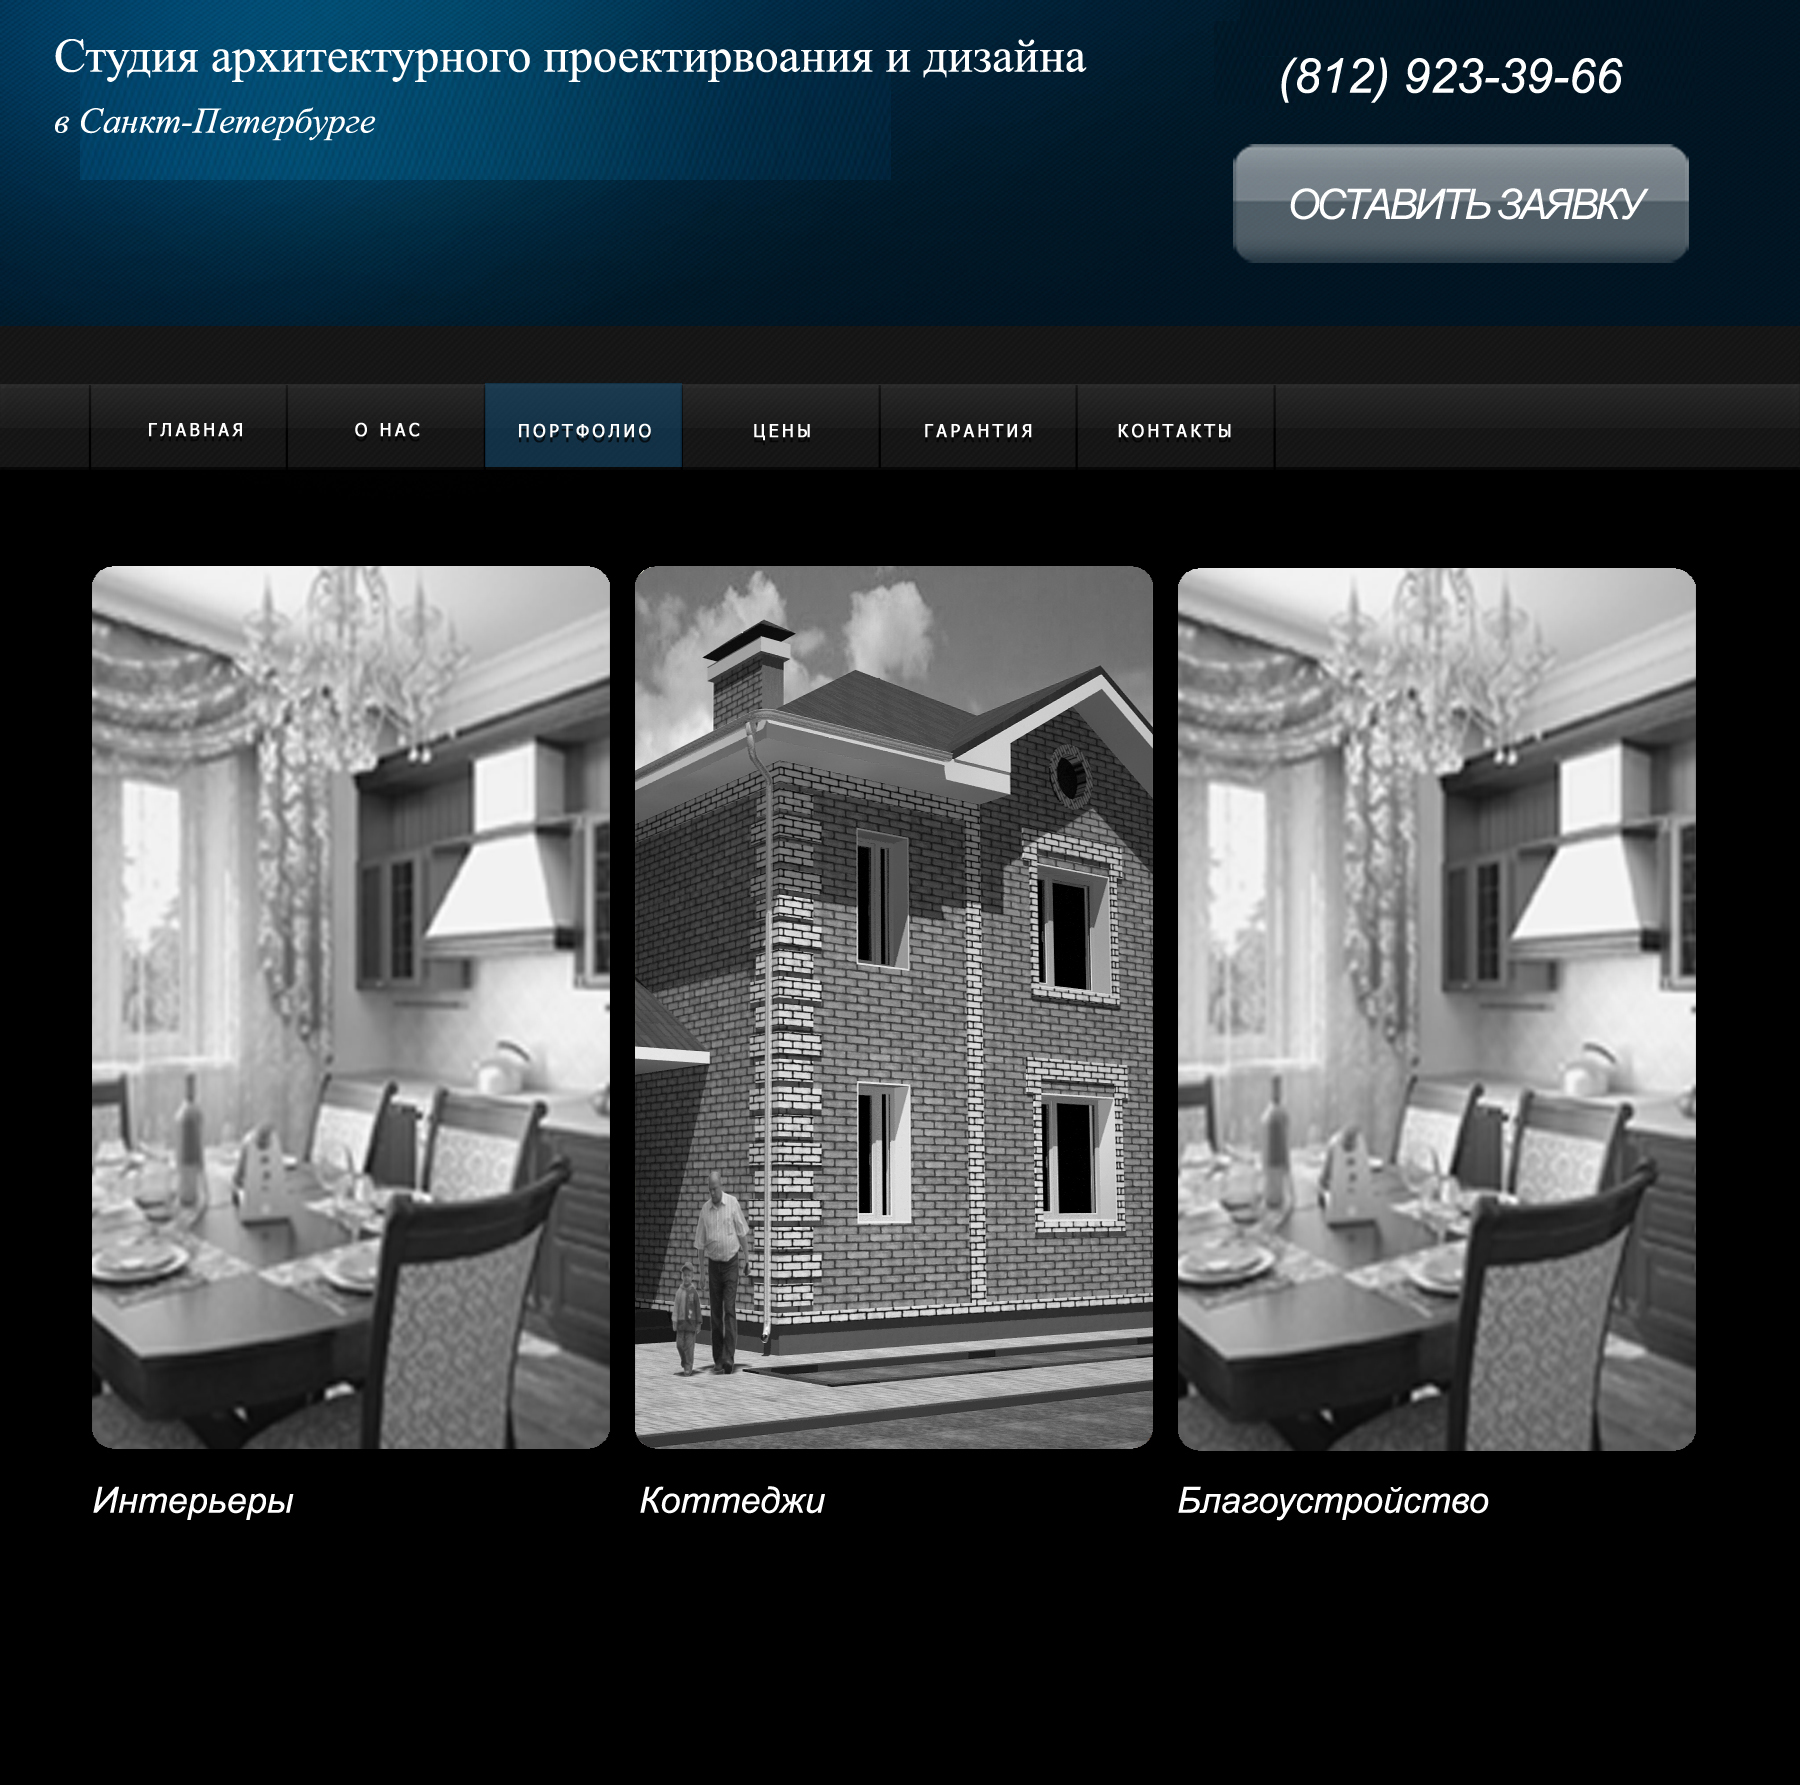 Студия архитектурного проектирвоания и дизайна
в Санкт-Петербурге
(812) 923-39-66
ОСТАВИТЬ ЗАЯВКУ
ГЛАВНАЯ О НАС ПОРТФОЛИО ЦЕНЫ ГАРАНТИЯ КОНТАКТЫ
Интерьеры Коттеджи Благоустройство